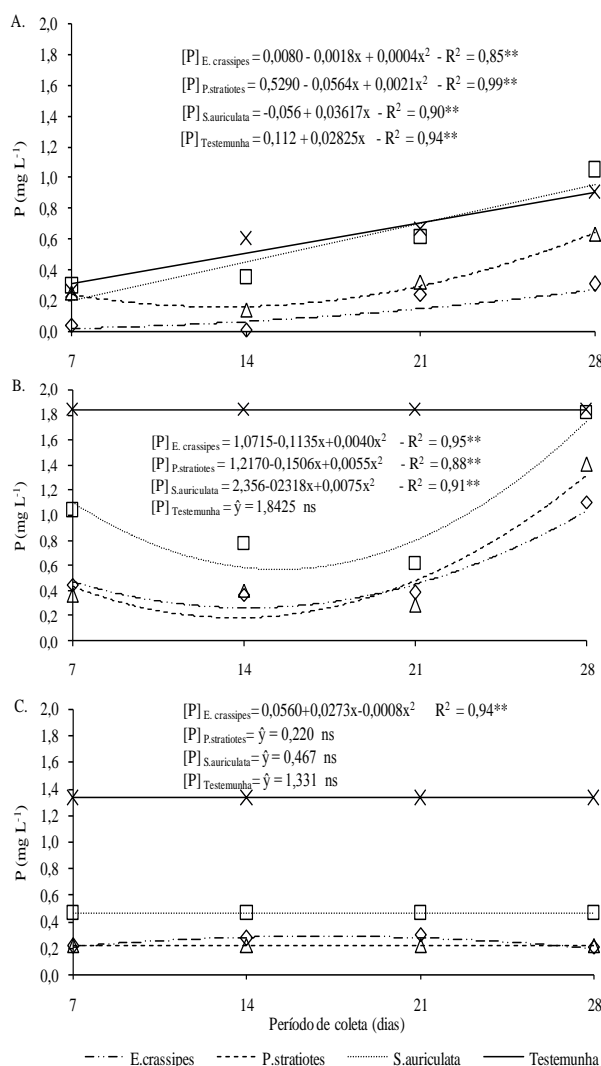 A.
2,0
1,8
1,6
1,4
1,2
1,0
0,8
0,6
0,4
0,2
0,0
P (mg L⁻¹)
[P] E. crassipes = 0,0080 - 0,0018x + 0,0004x² - R² = 0,85**
[P] P.stratiotes = 0,5290 - 0,0564x + 0,0021x² - R² = 0,99**
[P] S.auriculata = -0,056 + 0,03617x - R² = 0,90**
[P] Testemunha = 0,112 + 0,02825x - R² = 0,94**
7 14 21 28
B.
2,0
1,8
1,6
1,4
1,2
1,0
0,8
0,6
0,4
0,2
0,0
P (mg L⁻¹)
[P] E. crassipes = 1,0715-0,1135x+0,0040x² - R² = 0,95**
[P] P.stratiotes = 1,2170-0,1506x+0,0055x² - R² = 0,88**
[P] S.auriculata = 2,356-02318x+0,0075x² - R² = 0,91**
[P] Testemunha = ŷ = 1,8425 ns
7 14 21 28
C.
2,0
1,8
1,6
1,4
1,2
1,0
0,8
0,6
0,4
0,2
0,0
P (mg L⁻¹)
[P] E. crassipes = 0,0560+0,0273x-0,0008x² R² = 0,94**
[P] P.stratiotes= ŷ = 0,220 ns
[P] S.auriculata= ŷ = 0,467 ns
[P] Testemunha= ŷ = 1,331 ns
7 14 21 28
Período de coleta (dias)
E.crassipes P.stratiotes S.auriculata Testemunha